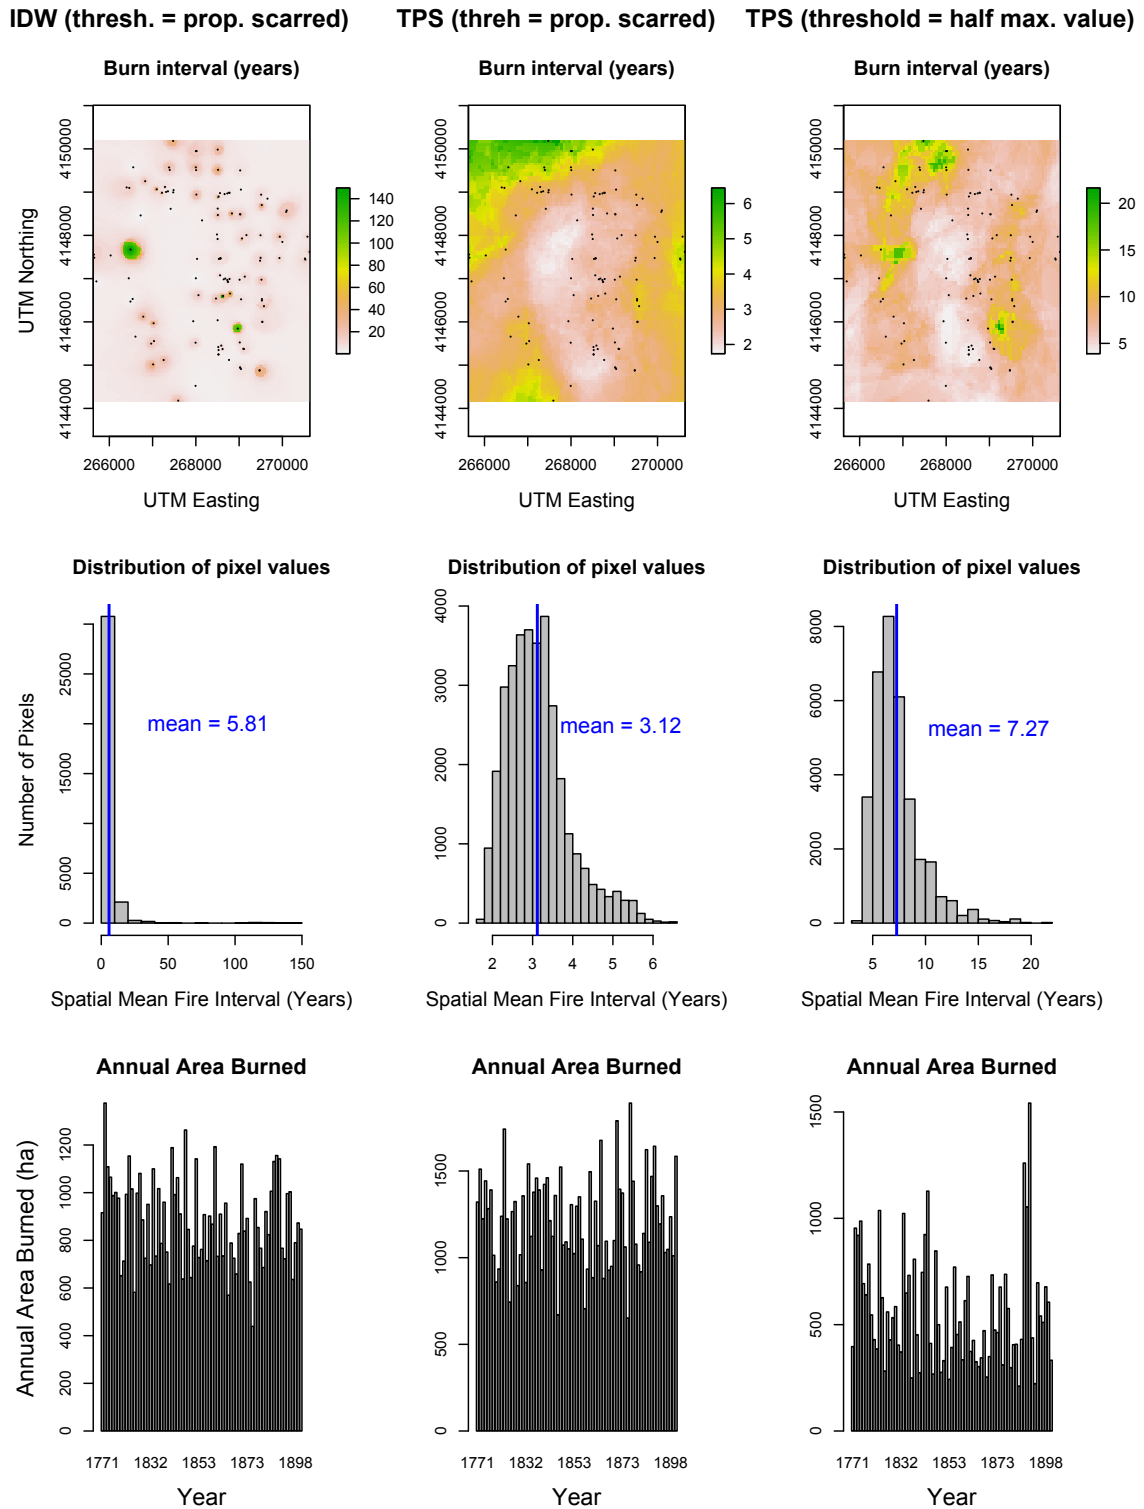 IDW (thresh. = prop. scarred) TPS (threh = prop. scarred) TPS (threshold = half max. value)
Burn interval (years) Burn interval (years) Burn interval (years)
UTM Northing
4144000 4146000 4148000 4150000
266000 268000 270000
UTM Easting
20 40 60 80 100 120 140
4144000 4146000 4148000 4150000
266000 268000 270000
UTM Easting
2 3 4 5 6
4144000 4146000 4148000 4150000
266000 268000 270000
UTM Easting
5 10 15 20
Distribution of pixel values Distribution of pixel values Distribution of pixel values
Number of Pixels
0 5000 15000 25000
mean = 5.81
0 50 100 150
Spatial Mean Fire Interval (Years)
0 1000 2000 3000 4000
mean = 3.12
2 3 4 5 6
Spatial Mean Fire Interval (Years)
0 2000 4000 6000 8000
mean = 7.27
5 10 15 20
Spatial Mean Fire Interval (Years)
Annual Area Burned Annual Area Burned Annual Area Burned
Annual Area Burned (ha)
0 200 400 600 800 1000 1200
1771 1832 1853 1873 1898
Year
0 500 1000 1500
1771 1832 1853 1873 1898
Year
0 500 1000 1500
1771 1832 1853 1873 1898
Year